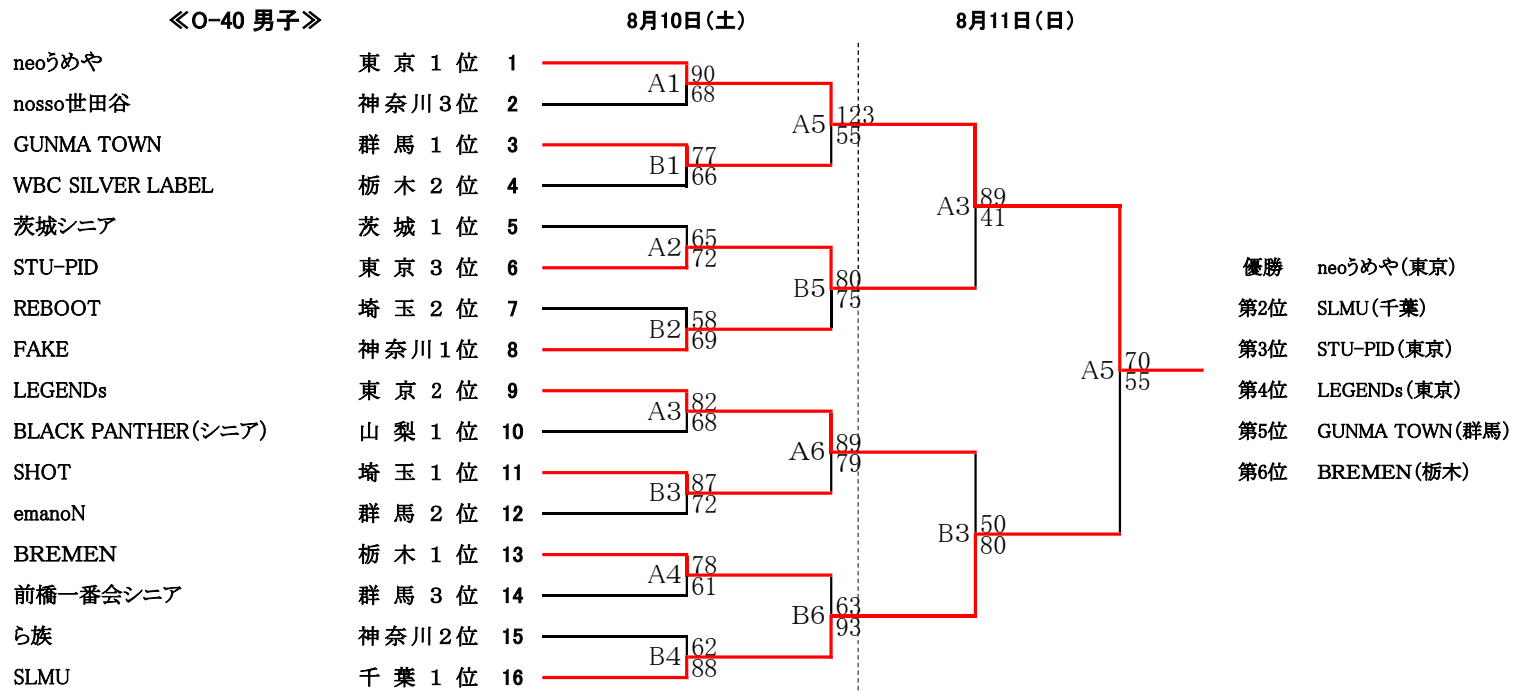 ≪O-40 男子≫ 8月10日(土) 8月11日(日)
neoうめや 東京1位 1
A1 90
68
nosso世田谷 神奈川3位 2
A5 123
55
GUNMA TOWN 群馬1位 3
B1 77
66
WBC SILVER LABEL 栃木2位 4
A3 89
41
茨城シニア 茨城1位 5
A2 65
72
STU-PID 東京3位 6
優勝 neoうめや(東京)
B5 80
75
REBOOT 埼玉2位 7
第2位 SLMU(千葉)
B2 58
69
FAKE 神奈川1位 8
第3位 STU-PID(東京)
A5 70
55
LEGENDs 東京2位 9
第4位 LEGENDs(東京)
A3 82
68
BLACK PANTHER(シニア) 山梨1位 10
第5位 GUNMA TOWN(群馬)
A6 89
79
SHOT 埼玉1位 11
第6位 BREMEN(栃木)
B3 87
72
emanoN 群馬2位 12
B3 50
80
BREMEN 栃木1位 13
A4 78
61
前橋一番会シニア 群馬3位 14
B6 63
93
ら族 神奈川2位 15
B4 62
88
SLMU 千葉1位 16